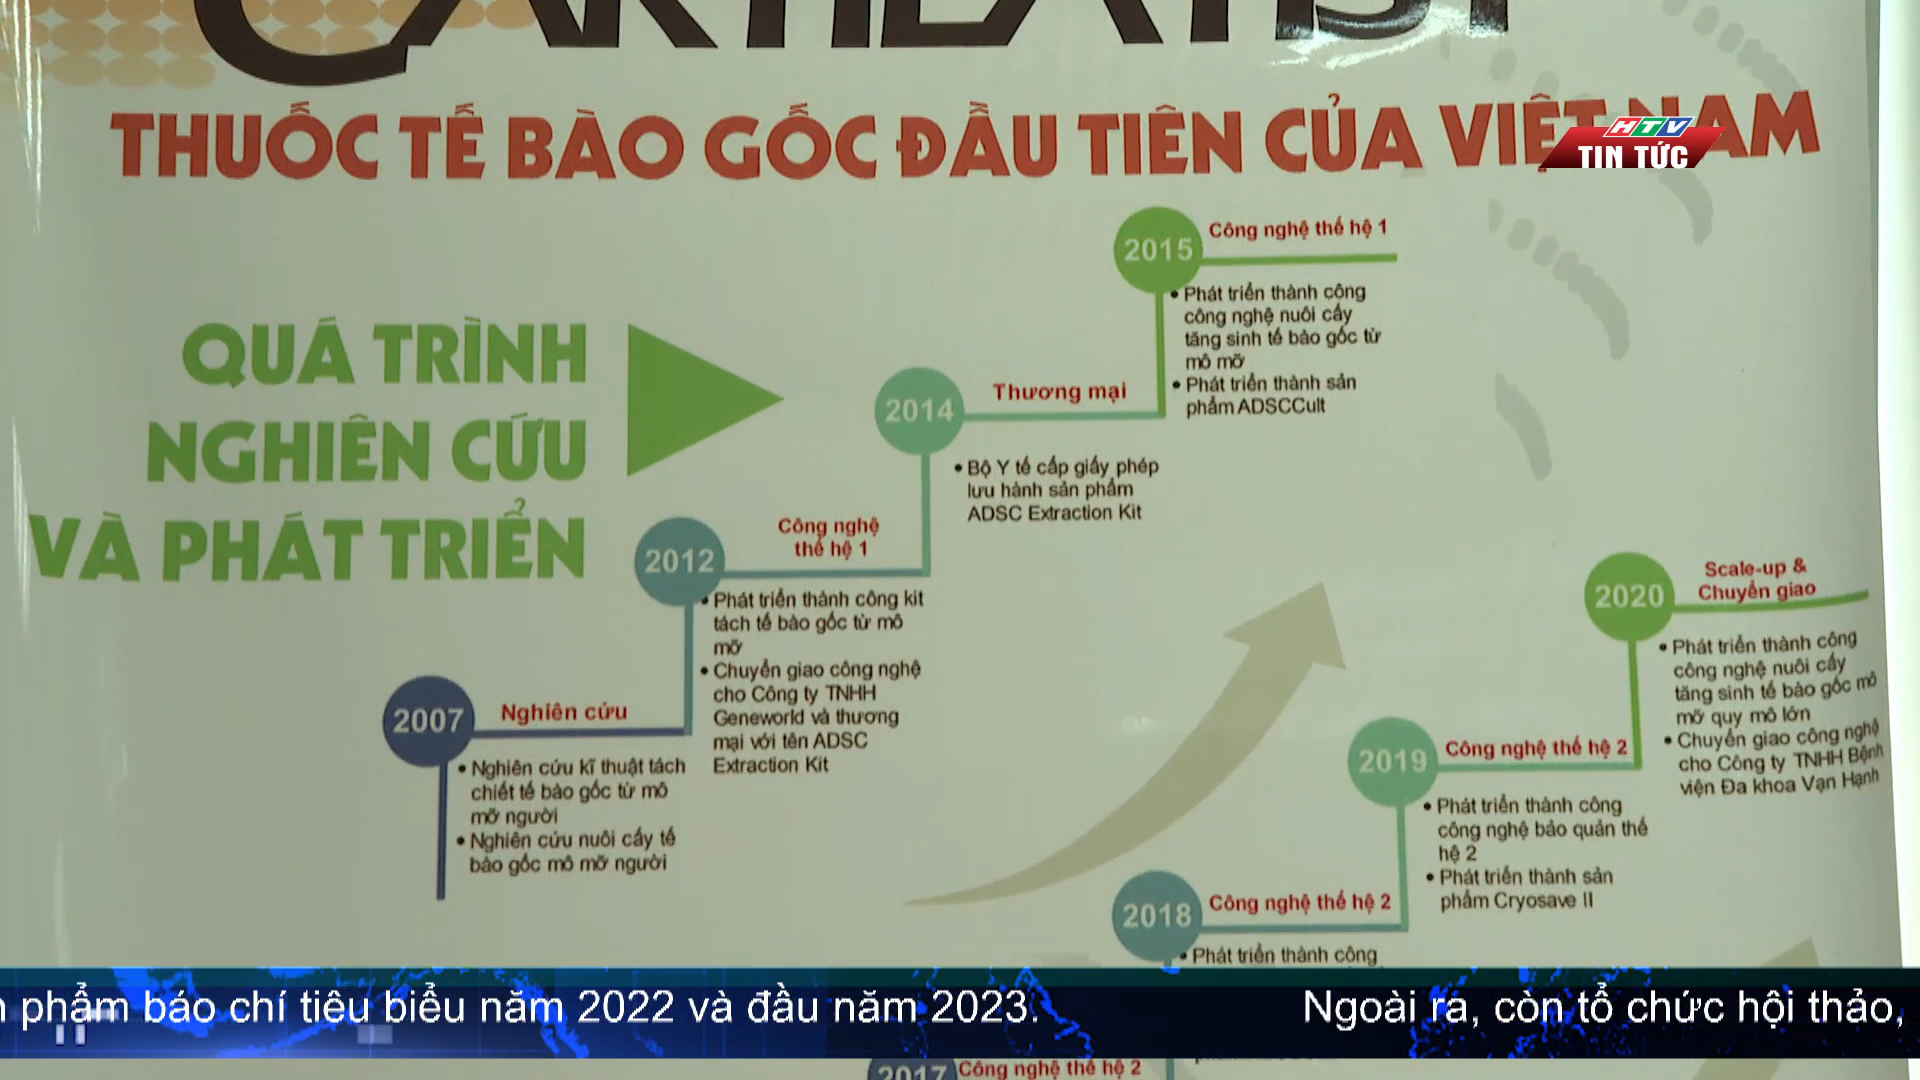 CARTILATIST
THUỐC TẾ BÀO GỐC ĐẦU TIÊN CỦA VIỆT NAM
HTV
TIN TỨC
QUÁ TRÌNH
NGHIÊN CỨU
VÀ PHÁT TRIỂN
2015
Công nghệ thế hệ 1
• Phát triển thành công
công nghệ nuôi cấy
tăng sinh tế bào gốc từ
mô mỡ
• Phát triển thành sản
phẩm ADSCCult
2014
Thương mại
• Bộ Y tế cấp giấy phép
lưu hành sản phẩm
ADSC Extraction Kit
2012
Công nghệ
thế hệ 1
• Phát triển thành công kit
tách tế bào gốc từ mô
mỡ
• Chuyển giao công nghệ
cho Công ty TNHH
Geneworld và thương
mại với tên ADSC
Extraction Kit
2007
Nghiên cứu
• Nghiên cứu kĩ thuật tách
chiết tế bào gốc từ mô
mỡ người
• Nghiên cứu nuôi cấy tế
bào gốc mô mỡ người
2020
Scale-up &
Chuyển giao
• Phát triển thành công
công nghệ nuôi cấy
tăng sinh tế bào gốc mô
mỡ quy mô lớn
• Chuyển giao công nghệ
cho Công ty TNHH Bệnh
viện Đa khoa Vạn Hạnh
2019
Công nghệ thế hệ 2
• Phát triển thành công
công nghệ bảo quản thế
hệ 2
• Phát triển thành sản
phẩm Cryosave II
2018
Công nghệ thế hệ 2
• Phát triển thành công
phẩm báo chí tiêu biểu năm 2022 và đầu năm 2023. Ngoài ra, còn tổ chức hội thảo,
2017
Công nghệ thế hệ 2